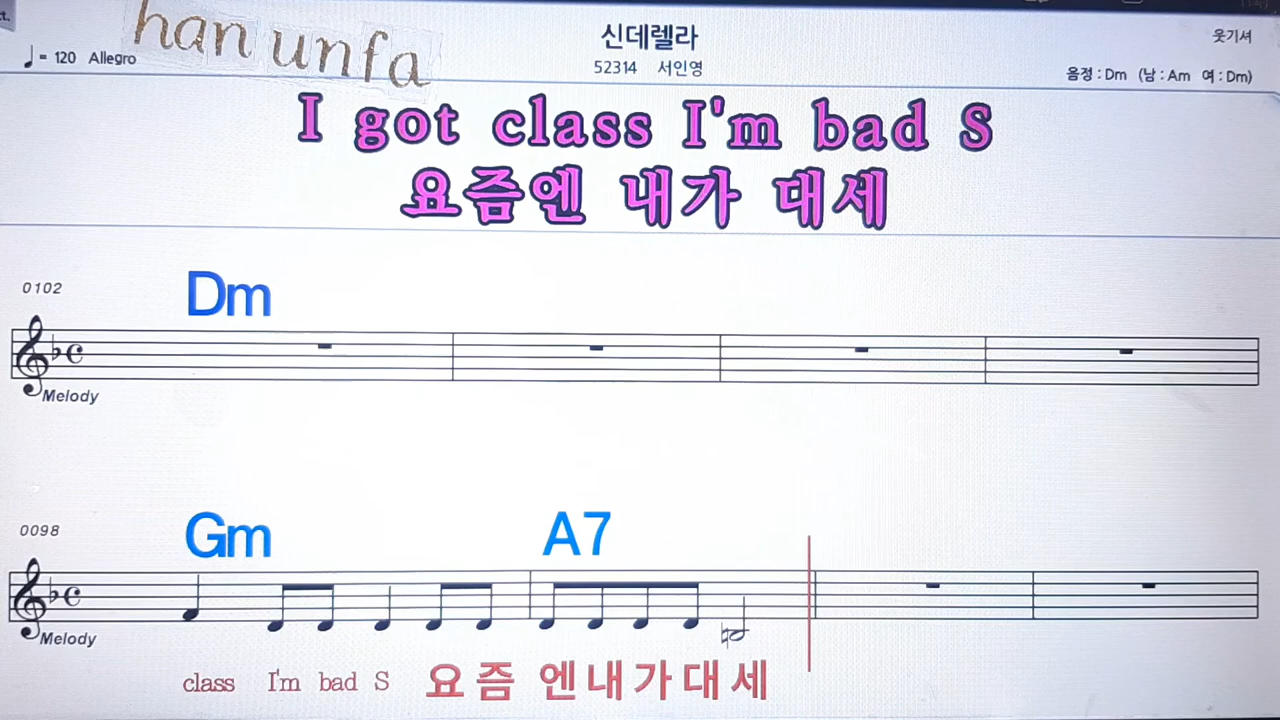 han unfa
신데렐라
웃기셔
♩ = 120 Allegro
52314 서인영
음정 : Dm (남 : Am 여 : Dm)
I got class I'm bad S
요즘엔 내가 대세
0102
Dm
Melody
0098
Gm A7
Melody
class I'm bad S 요 즘 엔 내 가 대 세